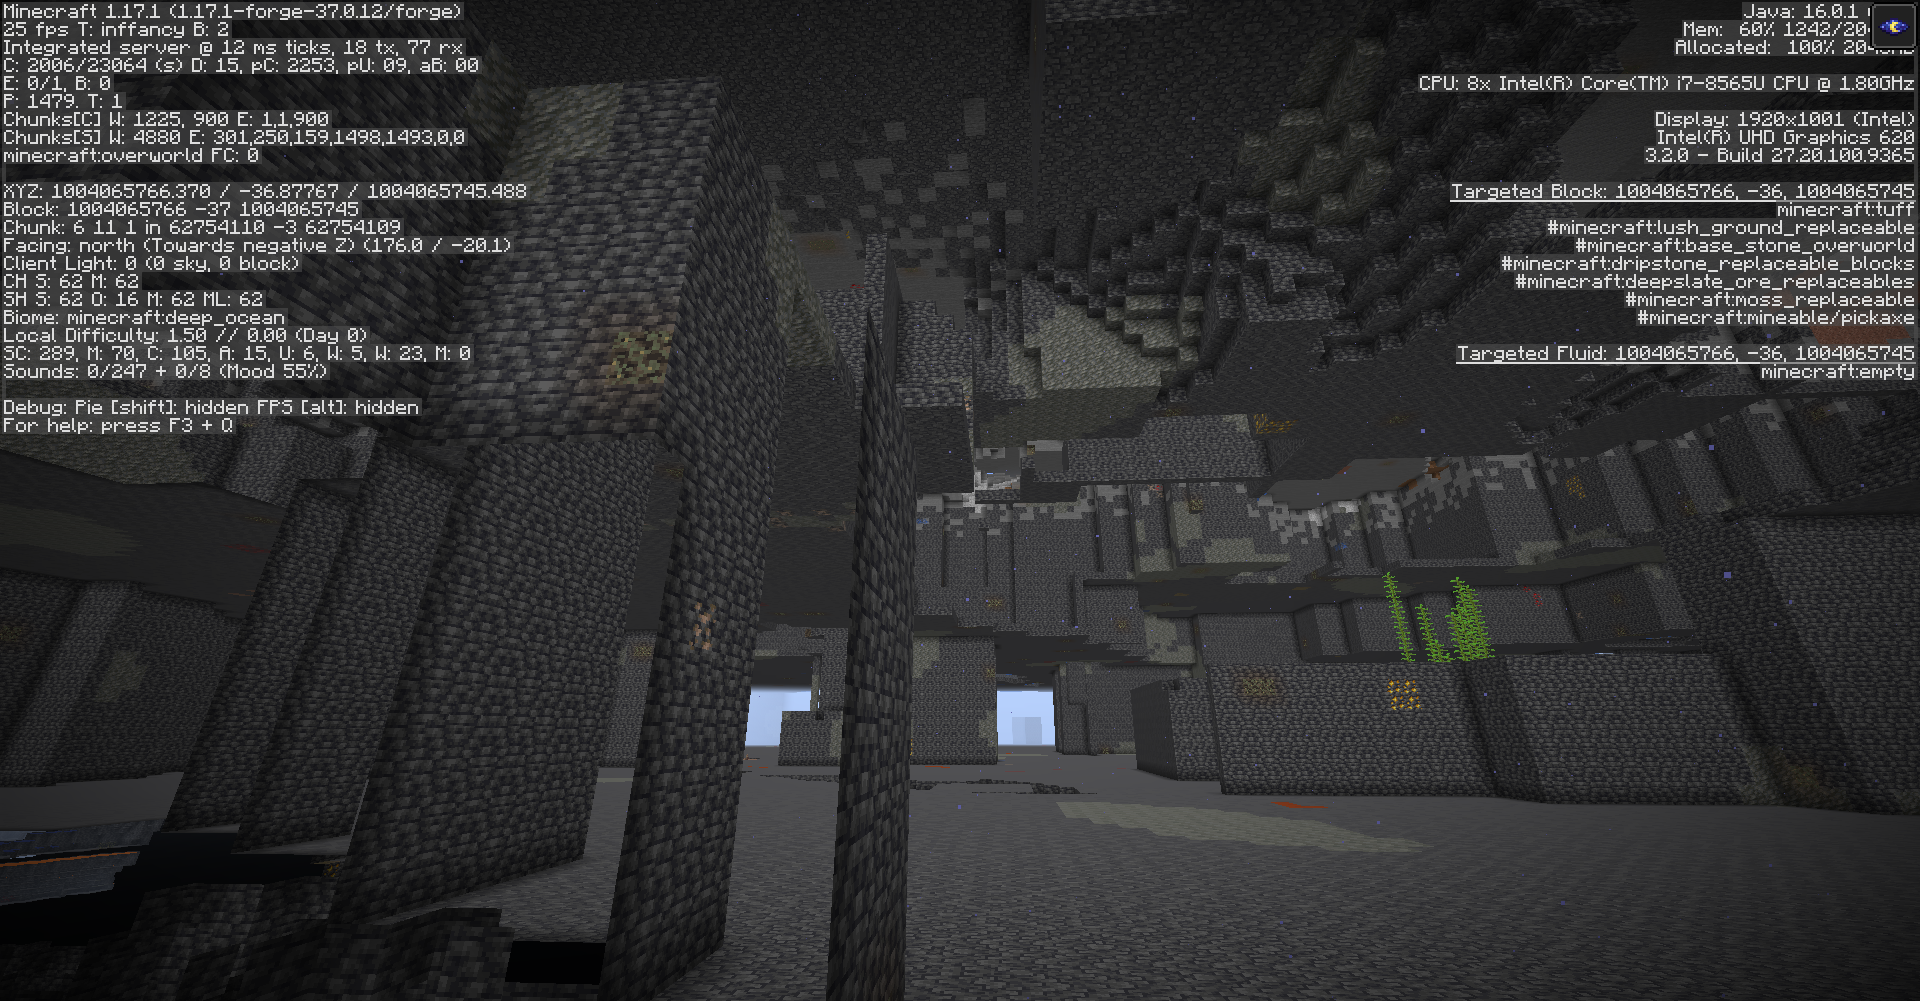 Minecraft 1.17.1 (1.17.1-forge-37.0.12/forge)
25 fps T: inffancy B: 2
Integrated server @ 12 ms ticks, 18 tx, 77 rx
C: 2006/23064 (s) D: 15, pC: 2253, pU: 09, aB: 00
E: 0/1, B: 0
P: 1479. T: 1
Chunks[C] W: 1225, 900 E: 1,1,900
Chunks[S] W: 4880 E: 301,250,159,1498,1493,0,0
minecraft:overworld FC: 0
XYZ: 1004065766.370 / -36.87767 / 1004065745.488
Block: 1004065766 -37 1004065745
Chunk: 6 11 1 in 62754110 -3 62754109
Facing: north (Towards negative Z) (176.0 / -20.1)
Client Light: 0 (0 sky, 0 block)
CH S: 62 M: 62
SH S: 62 O: 16 M: 62 ML: 62
Biome: minecraft:deep_ocean
Local Difficulty: 1.50 // 0.00 (Day 0)
SC: 289, M: 70, C: 105, A: 15, U: 6, W: 5, W: 23, M: 0
Sounds: 0/247 + 0/8 (Mood 55%)
Debug: Pie [shift]: hidden FPS [alt]: hidden
For help: press F3 + Q
Java: 16.0.1
Mem: 60% 1242/20
Allocated: 100% 204
CPU: 8x Intel(R) Core(TM) i7-8565U CPU @ 1.80GHz
Display: 1920x1001 (Intel)
Intel(R) UHD Graphics 620
3.2.0 - Build 27.20.100.9365
Targeted Block: 1004065766, -36, 1004065745
minecraft:tuff
#minecraft:lush_ground_replaceable
#minecraft:base_stone_overworld
#minecraft:dripstone_replaceable_blocks
#minecraft:deepslate_ore_replaceables
#minecraft:moss_replaceable
#minecraft:mineable/pickaxe
Targeted Fluid: 1004065766, -36, 1004065745
minecraft:empty